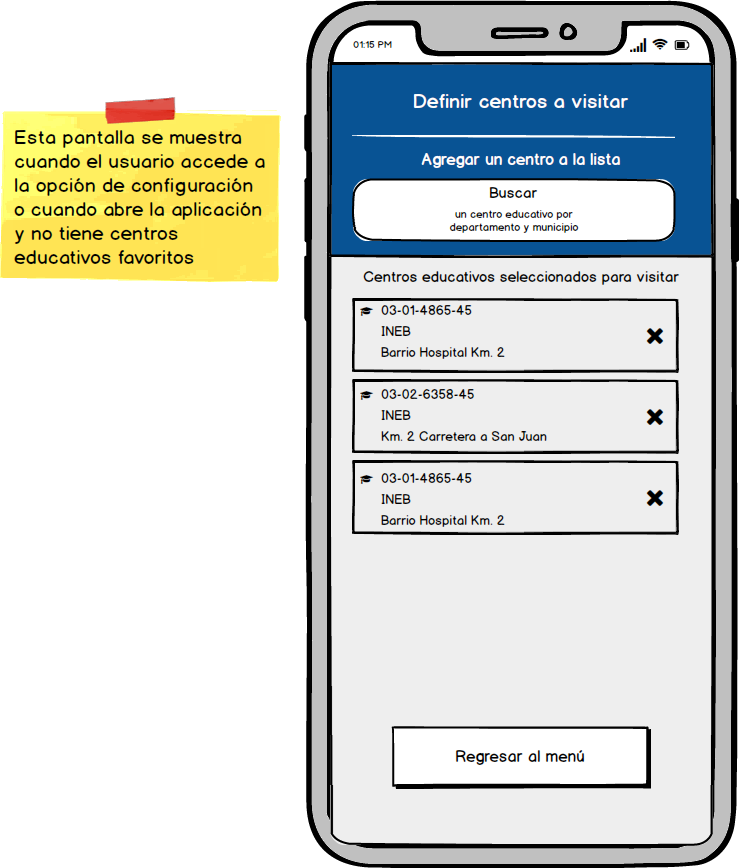 Esta pantalla se muestra
cuando el usuario accede a
la opción de configuración
o cuando abre la aplicación
y no tiene centros
educativos favoritos
01:15 PM
Definir centros a visitar
Agregar un centro a la lista
Buscar
un centro educativo por
departamento y municipio
Centros educativos seleccionados para visitar
03-01-4865-45
INEB
Barrio Hospital Km. 2
03-02-6358-45
INEB
Km. 2 Carretera a San Juan
03-01-4865-45
INEB
Barrio Hospital Km. 2
Regresar al menú